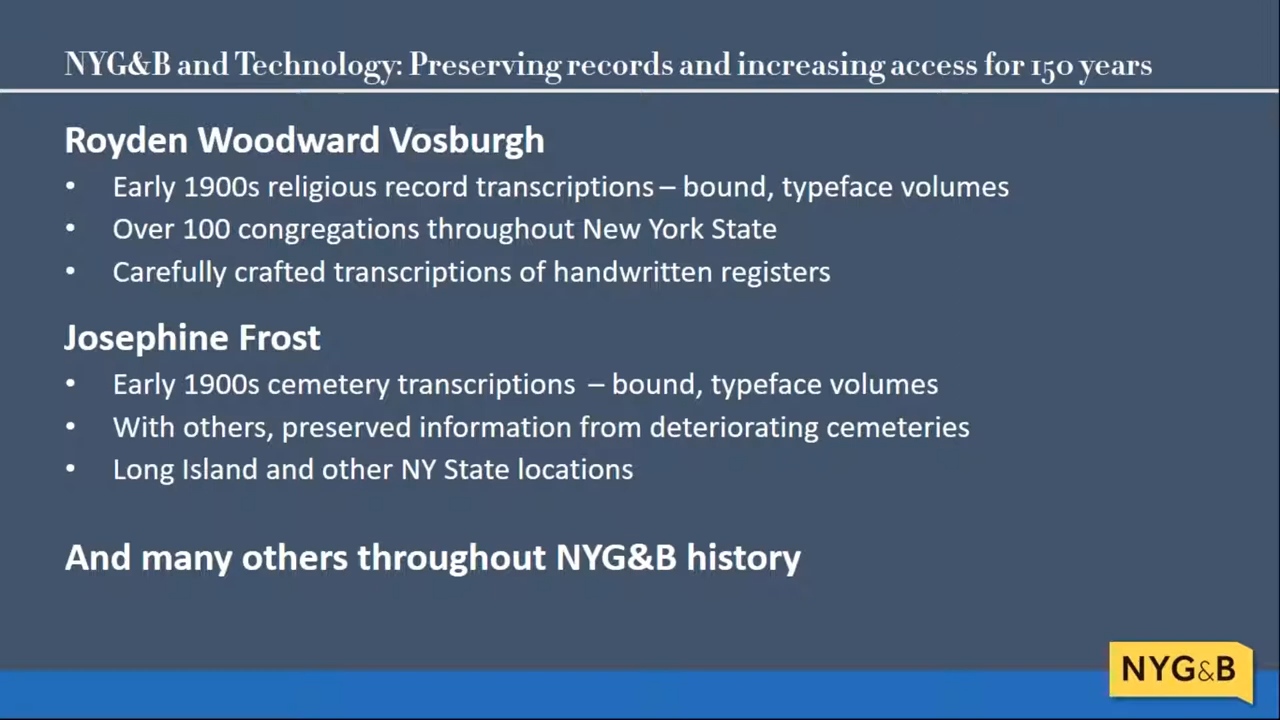 NYG&B and Technology: Preserving records and increasing access for 150 years
Royden Woodward Vosburgh
• Early 1900s religious record transcriptions – bound, typeface volumes
• Over 100 congregations throughout New York State
• Carefully crafted transcriptions of handwritten registers
Josephine Frost
• Early 1900s cemetery transcriptions – bound, typeface volumes
• With others, preserved information from deteriorating cemeteries
• Long Island and other NY State locations
And many others throughout NYG&B history
NYG&B